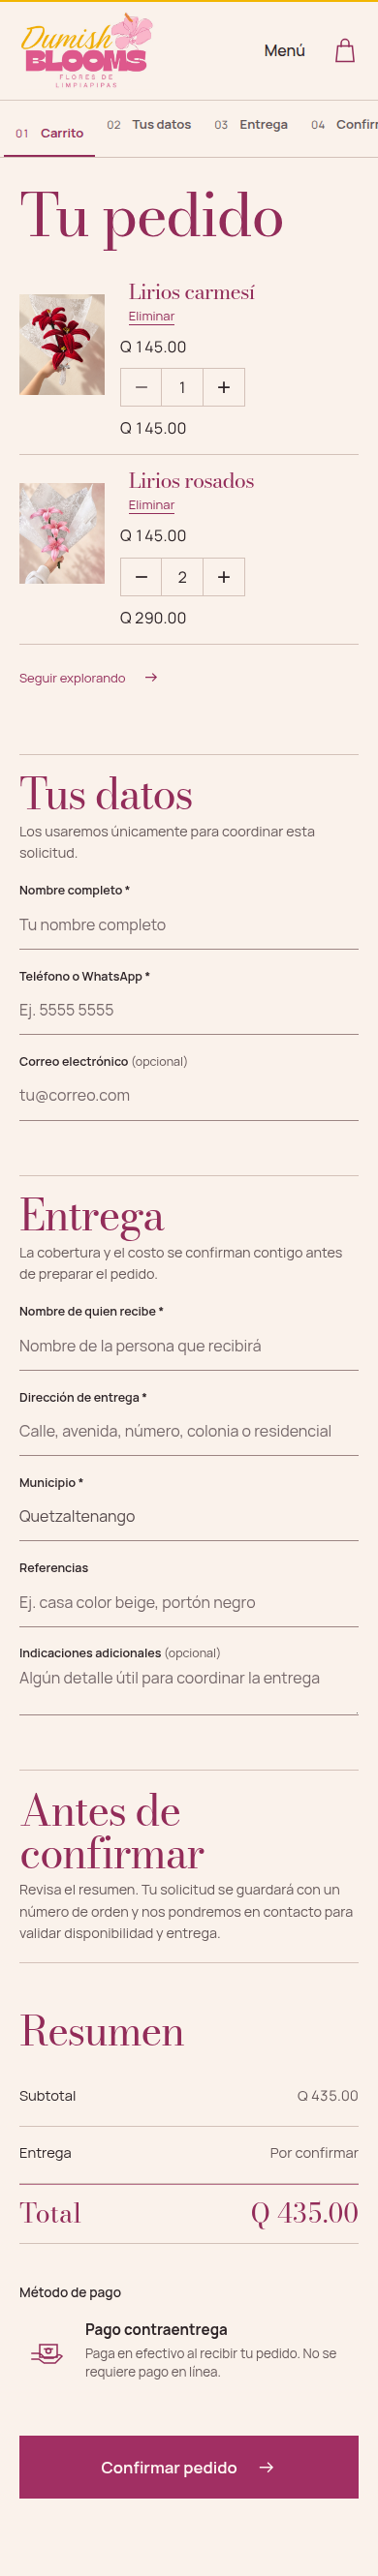 Dumish
BLOOMS
FLORES DE
LIMPIAPIPAS
Menú
01 Carrito
02 Tus datos
03 Entrega
04 Confir
Tu pedido
Lirios carmesí
Eliminar
Q 145.00
1
Q 145.00
Lirios rosados
Eliminar
Q 145.00
2
Q 290.00
Seguir explorando
Tus datos
Los usaremos únicamente para coordinar esta
solicitud.
Nombre completo *
Tu nombre completo
Teléfono o WhatsApp *
Ej. 5555 5555
Correo electrónico (opcional)
tu@correo.com
Entrega
La cobertura y el costo se confirman contigo antes
de preparar el pedido.
Nombre de quien recibe *
Nombre de la persona que recibirá
Dirección de entrega *
Calle, avenida, número, colonia o residencial
Municipio *
Quetzaltenango
Referencias
Ej. casa color beige, portón negro
Indicaciones adicionales (opcional)
Algún detalle útil para coordinar la entrega
Antes de
confirmar
Revisa el resumen. Tu solicitud se guardará con un
número de orden y nos pondremos en contacto para
validar disponibilidad y entrega.
Resumen
Subtotal Q 435.00
Entrega Por confirmar
Total Q 435.00
Método de pago
Pago contraentrega
Paga en efectivo al recibir tu pedido. No se
requiere pago en línea.
Confirmar pedido